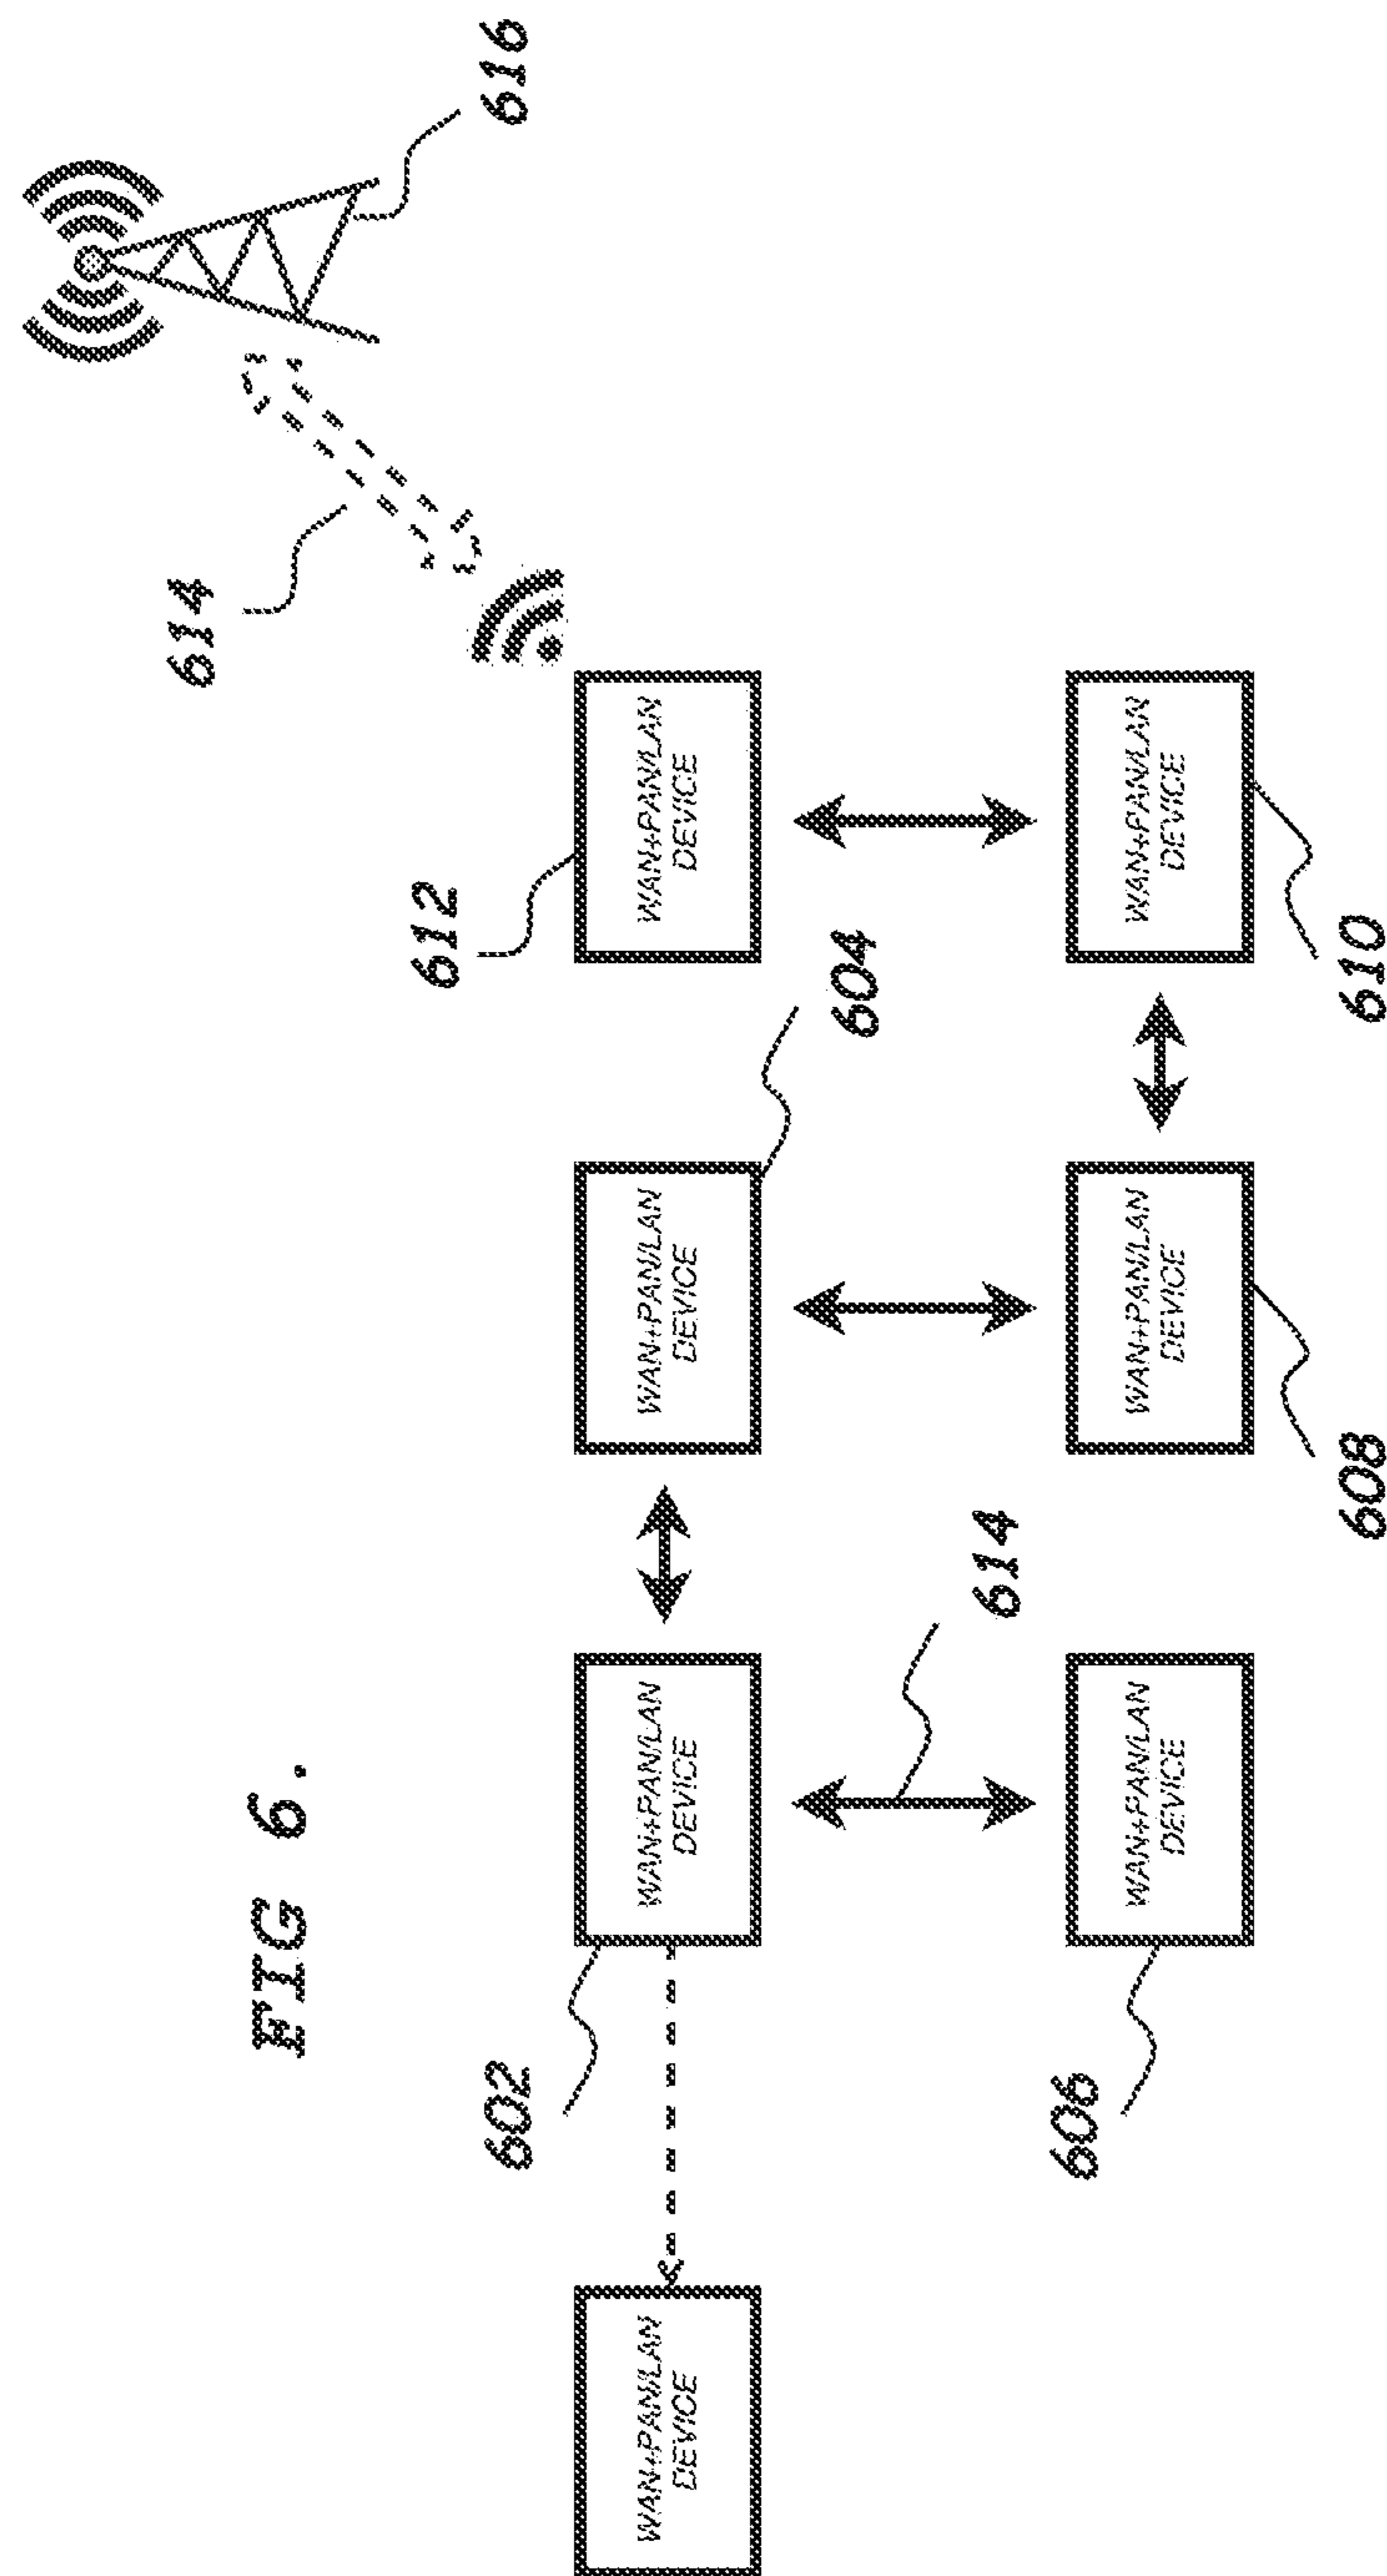 614
FIG 6.
612
602
616
WAN+PAN/LAN
DEVICE
WAN+PAN/LAN
DEVICE
WAN+PAN/LAN
DEVICE
WAN+PAN/LAN
DEVICE
604
614
606
WAN+PAN/LAN
DEVICE
WAN+PAN/LAN
DEVICE
WAN+PAN/LAN
DEVICE
608
610